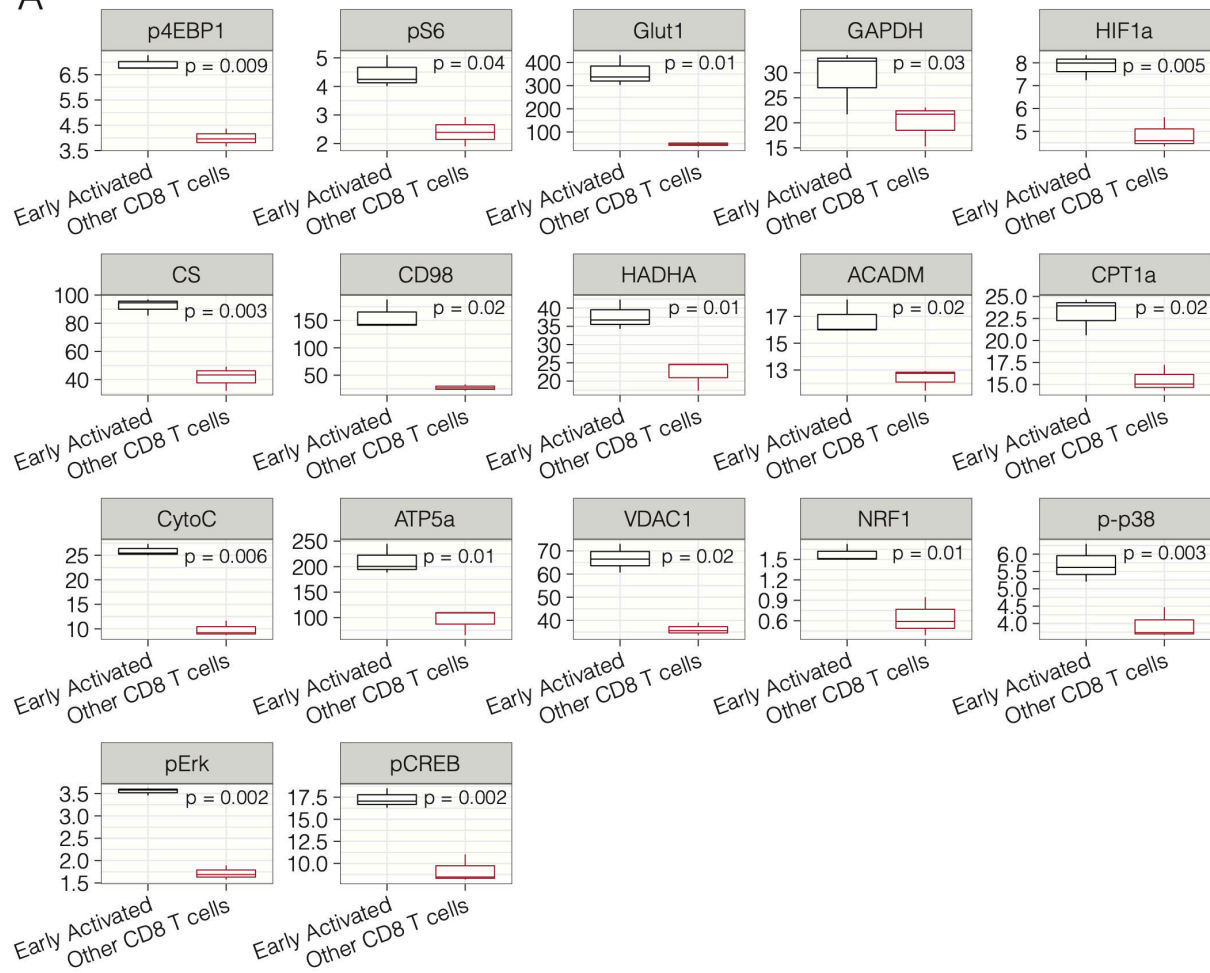 A
p4EBP1 pS6 Glut1 GAPDH HIF1a
p = 0.009 p = 0.04 p = 0.01 p = 0.03 p = 0.005
6.5 5.5 4.5 3.5
5 4 3 2
400 300 200 100
30 25 20 15
8 7 6 5
Early Activated Early Activated Early Activated Early Activated Early Activated
Other CD8 T cells Other CD8 T cells Other CD8 T cells Other CD8 T cells Other CD8 T cells
CS CD98 HADHA ACADM CPT1a
p = 0.003 p = 0.02 p = 0.01 p = 0.02 p = 0.02
100 80 60 40
150 100 50
40 35 30 25 20
17 15 13
25.0 22.5 20.0 17.5 15.0
Early Activated Early Activated Early Activated Early Activated Early Activated
Other CD8 T cells Other CD8 T cells Other CD8 T cells Other CD8 T cells Other CD8 T cells
CytoC ATP5a VDAC1 NRF1 p-p38
p = 0.006 p = 0.01 p = 0.02 p = 0.01 p = 0.003
25 20 15 10
250 200 150 100
70 60 50 40
1.5 1.2 0.9 0.6
6.0 5.5 5.0 4.5 4.0
Early Activated Early Activated Early Activated Early Activated Early Activated
Other CD8 T cells Other CD8 T cells Other CD8 T cells Other CD8 T cells Other CD8 T cells
pErk pCREB
p = 0.002 p = 0.002
3.5 3.0 2.5 2.0 1.5
17.5 15.0 12.5 10.0
Early Activated Early Activated
Other CD8 T cells Other CD8 T cells